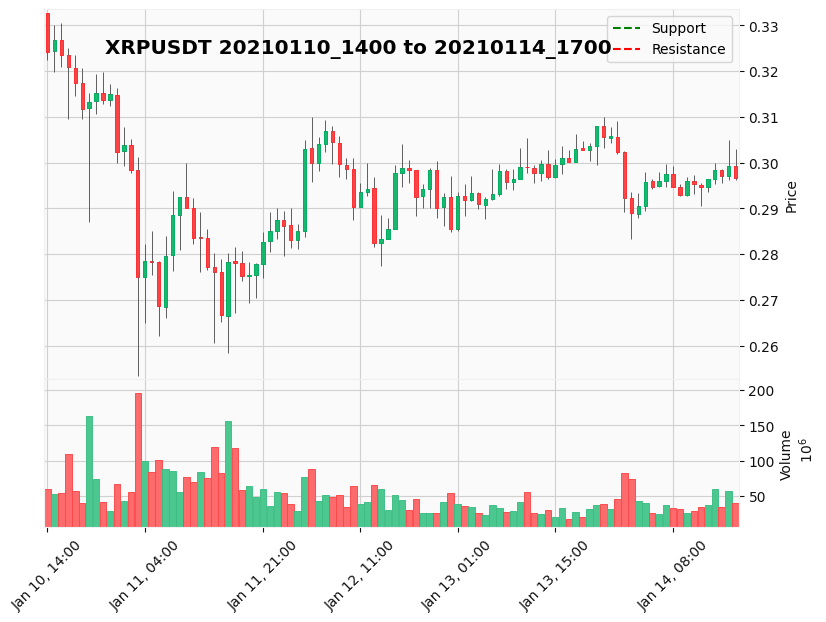 XRPUSDT 20210110_1400 to 20210114_1700
Support
Resistance
0.33
0.32
0.31
0.30
0.29
0.28
0.27
0.26
Price
200
150
100
50
Volume
10^6
Jan 10, 14:00
Jan 11, 04:00
Jan 11, 21:00
Jan 12, 11:00
Jan 13, 01:00
Jan 13, 15:00
Jan 14, 08:00